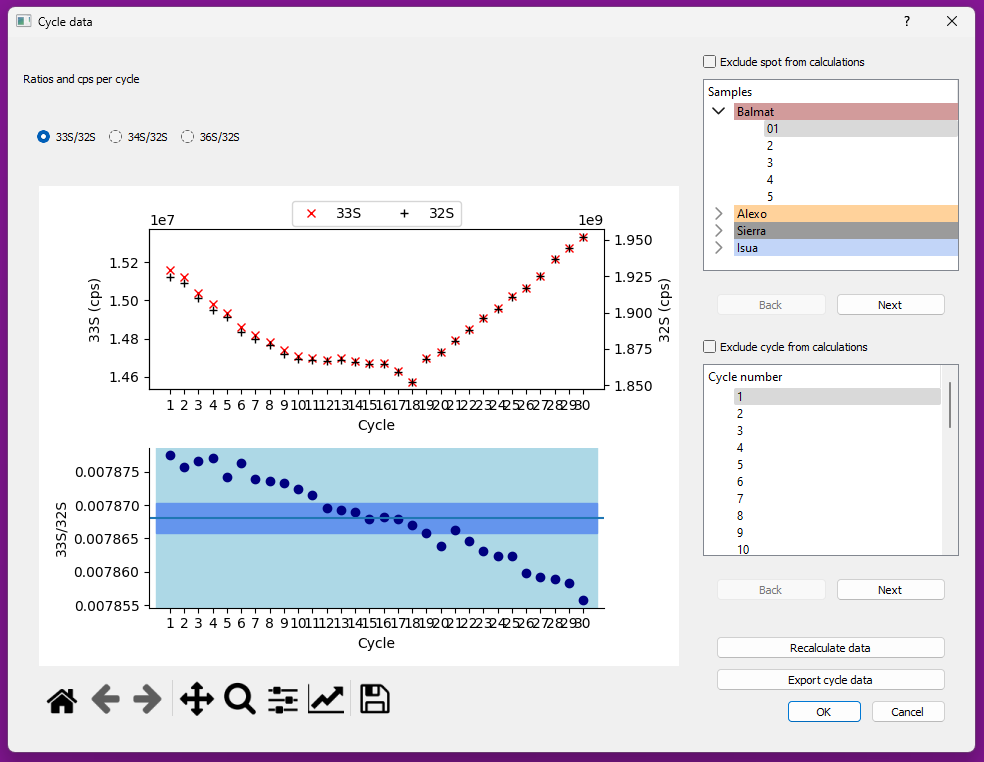 Cycle data
?
Ratios and cps per cycle
33S/32S 34S/32S 36S/32S
33S 32S
1e7 1e9
1.52
1.50
1.48
1.46
33S (cps)
1.950
1.925
1.900
1.875
1.850
32S (cps)
1 2 3 4 5 6 7 8 9 10 11 12 13 14 15 16 17 18 19 20 21 22 23 24 25 26 27 28 29 30
Cycle
0.007875
0.007870
0.007865
0.007860
0.007855
33S/32S
1 2 3 4 5 6 7 8 9 10 11 12 13 14 15 16 17 18 19 20 21 22 23 24 25 26 27 28 29 30
Cycle
Exclude spot from calculations
Samples
Balmat
01
2
3
4
5
Alexo
Sierra
Isua
Back Next
Exclude cycle from calculations
Cycle number
1
2
3
4
5
6
7
8
9
10
Back Next
Recalculate data
Export cycle data
OK Cancel